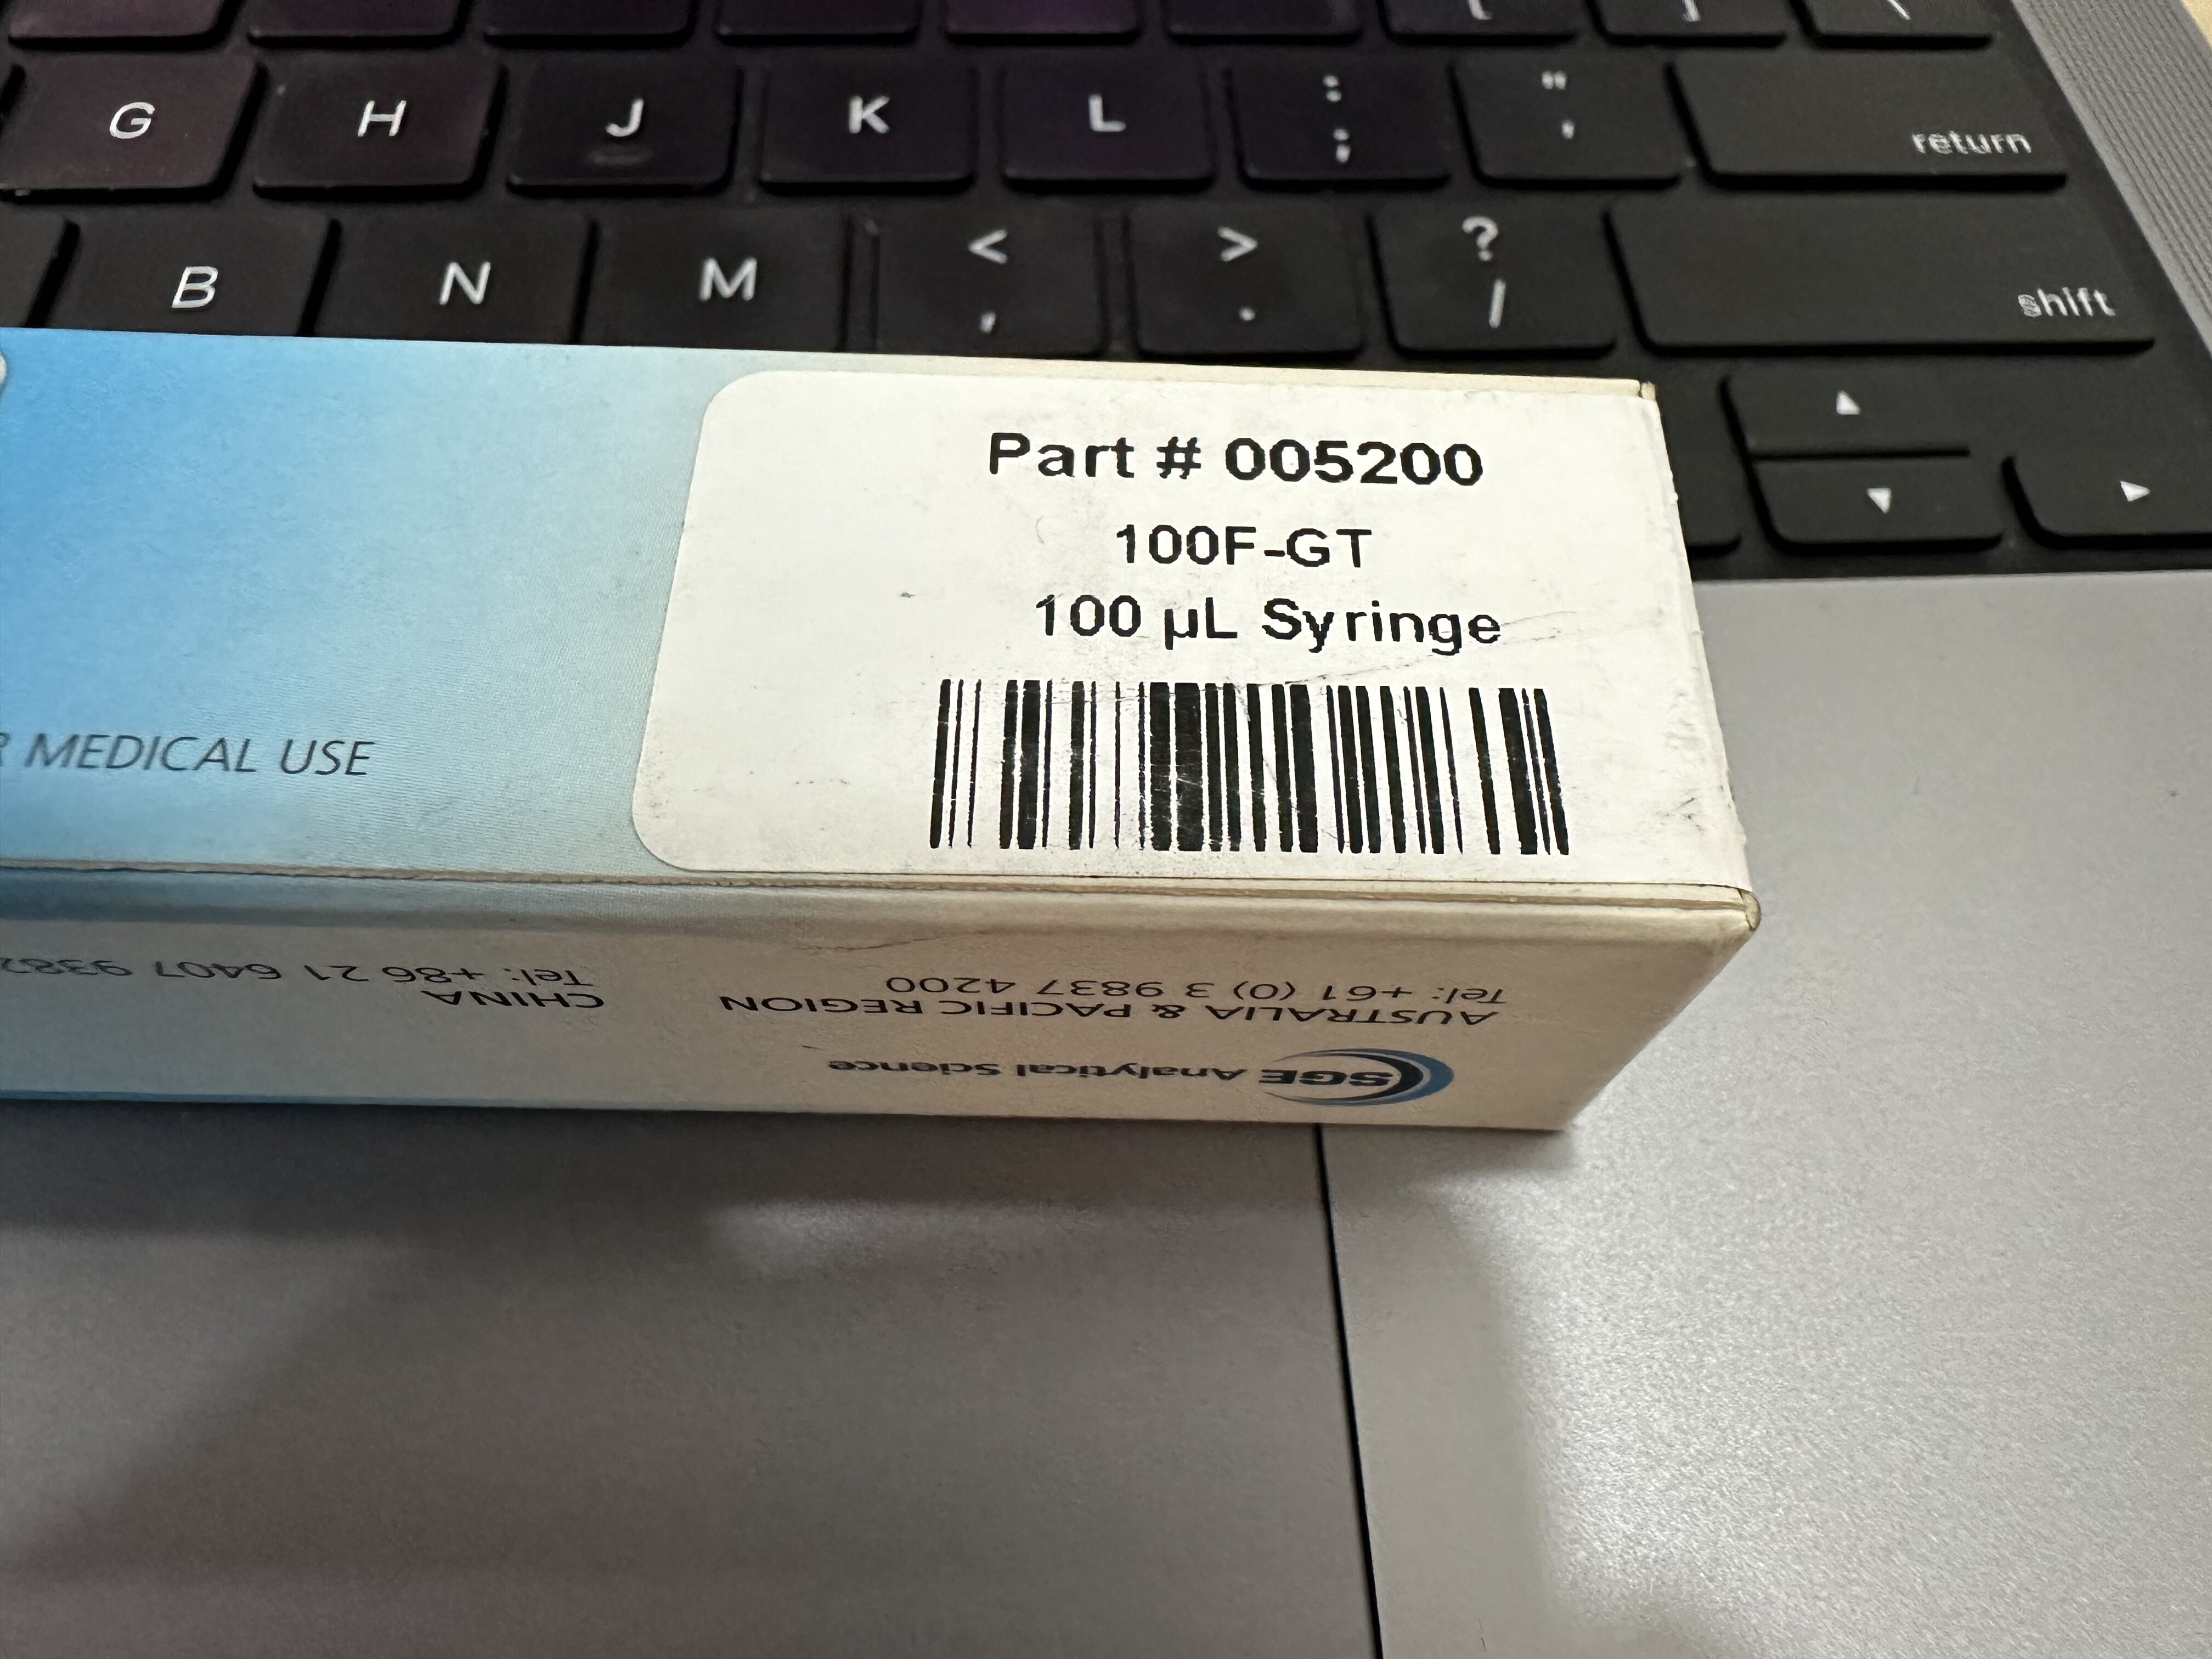 G H J K L : ; " ' return
B N M < , > . ? / shift
Part # 005200
100F-GT
100 µL Syringe
MEDICAL USE
SGE Analytical Science
AUSTRALIA & PACIFIC REGION
Tel: +61 (0) 3 9837 4200
CHINA
Tel: +86 21 6407 9382